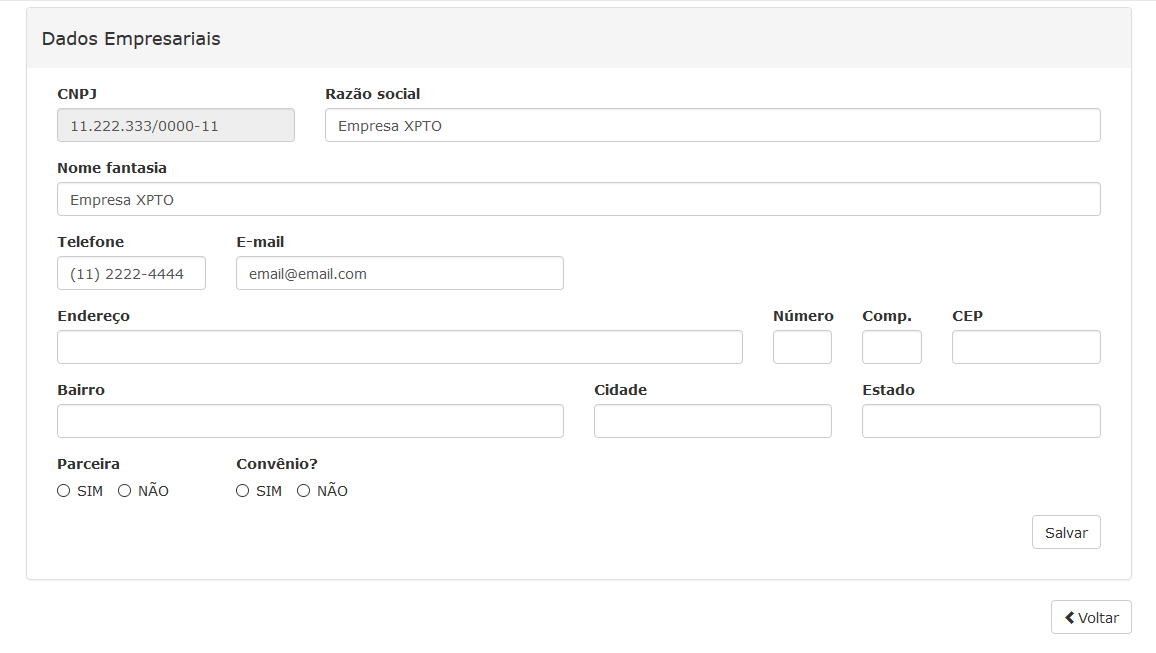 Dados Empresariais
CNPJ Razão social
11.222.333/0000-11 Empresa XPTO
Nome fantasia
Empresa XPTO
Telefone E-mail
(11) 2222-4444 email@email.com
Endereço Número Comp. CEP
Bairro Cidade Estado
Parceira Convênio?
SIM NÃO SIM NÃO
Salvar
Voltar